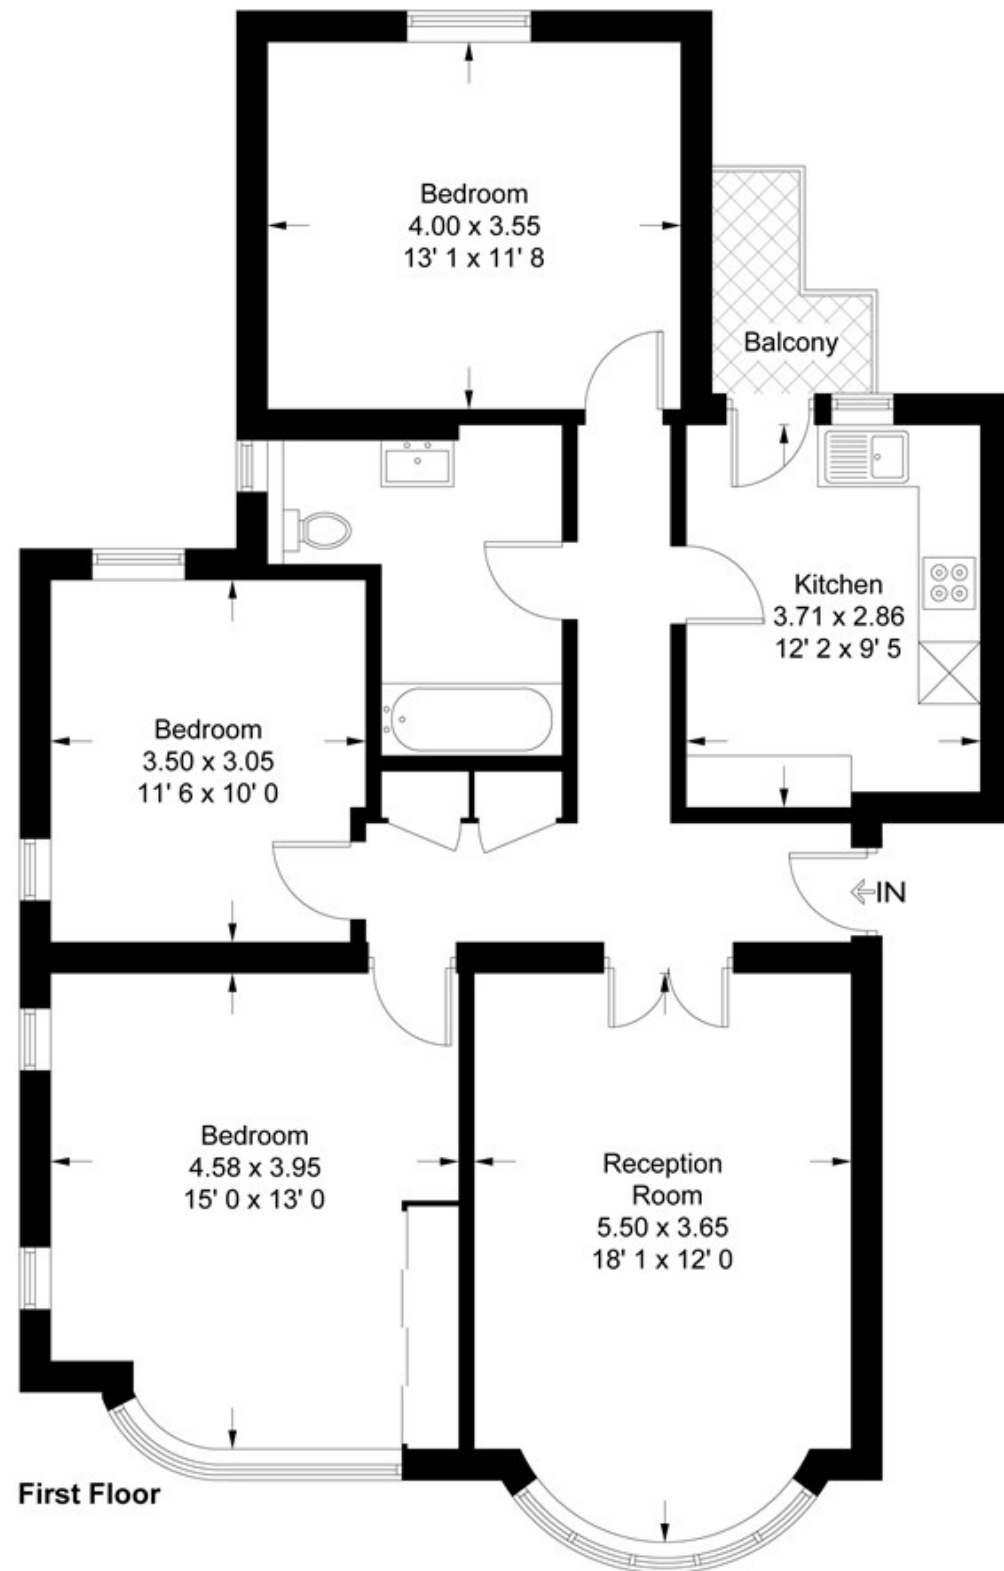 Bedroom
4.00 x 3.55
13' 1 x 11' 8
Balcony
Kitchen
3.71 x 2.86
12' 2 x 9' 5
Bedroom
3.50 x 3.05
11' 6 x 10' 0
IN
Bedroom
4.58 x 3.95
15' 0 x 13' 0
Reception
Room
5.50 x 3.65
18' 1 x 12' 0
First Floor